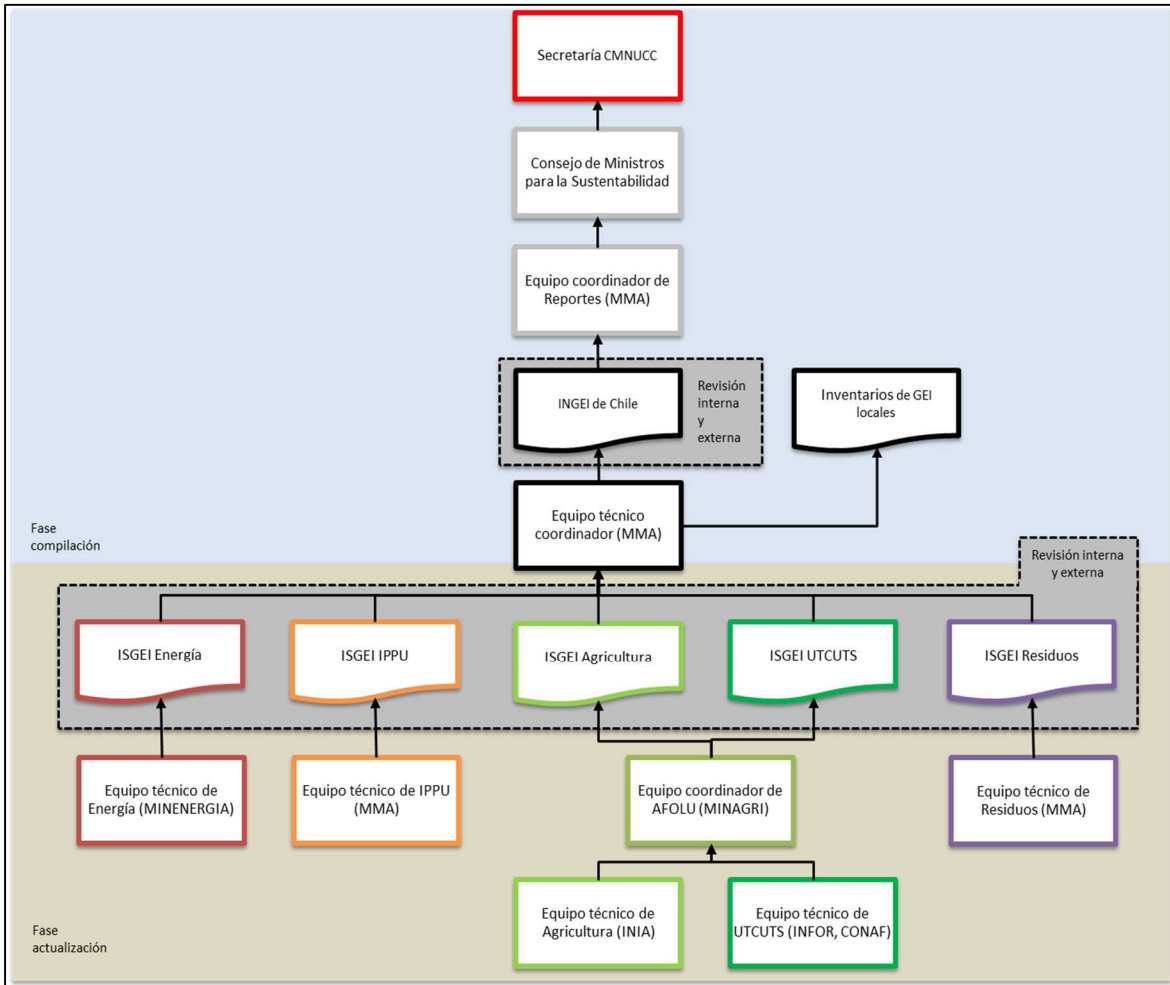 Secretaría CMNUCC
Consejo de Ministros
para la Sustentabilidad
Equipo coordinador de
Reportes (MMA)
INGEI de Chile
Revisión
interna
y
externa
Inventarios de GEI
locales
Equipo técnico
coordinador (MMA)
Fase
compilación
Revisión interna
y externa
ISGEI Energía
ISGEI IPPU
ISGEI Agricultura
ISGEI UTCUTS
ISGEI Residuos
Equipo técnico de
Energía (MINENERGIA)
Equipo técnico de IPPU
(MMA)
Equipo coordinador de
AFOLU (MINAGRI)
Equipo técnico de
Residuos (MMA)
Equipo técnico de
Agricultura (INIA)
Equipo técnico de
UTCUTS (INFOR, CONAF)
Fase
actualización